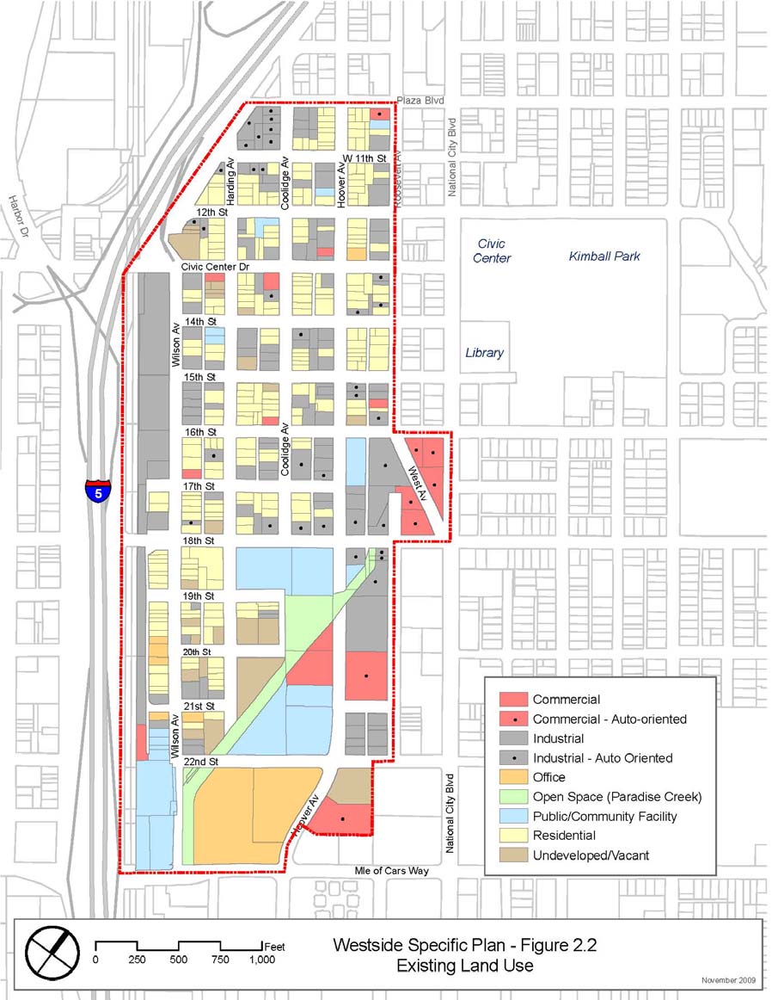 Plaza Blvd
W 11th St
Harding Av
Coolidge Av
Hoover Av
Roosevelt Av
National City Blvd
Harbor Dr
12th St
Civic
Center
Kimball Park
Civic Center Dr
14th St
Wilson Av
Library
15th St
16th St
Coolidge Av
West Av
17th St
5
18th St
19th St
20th St
21st St
Wilson Av
22nd St
Hoover Av
National City Blvd
Mle of Cars Way
Commercial
Commercial - Auto-oriented
Industrial
Industrial - Auto Oriented
Office
Open Space (Paradise Creek)
Public/Community Facility
Residential
Undeveloped/Vacant
Feet
0 250 500 750 1,000
Westside Specific Plan - Figure 2.2
Existing Land Use
November 2009